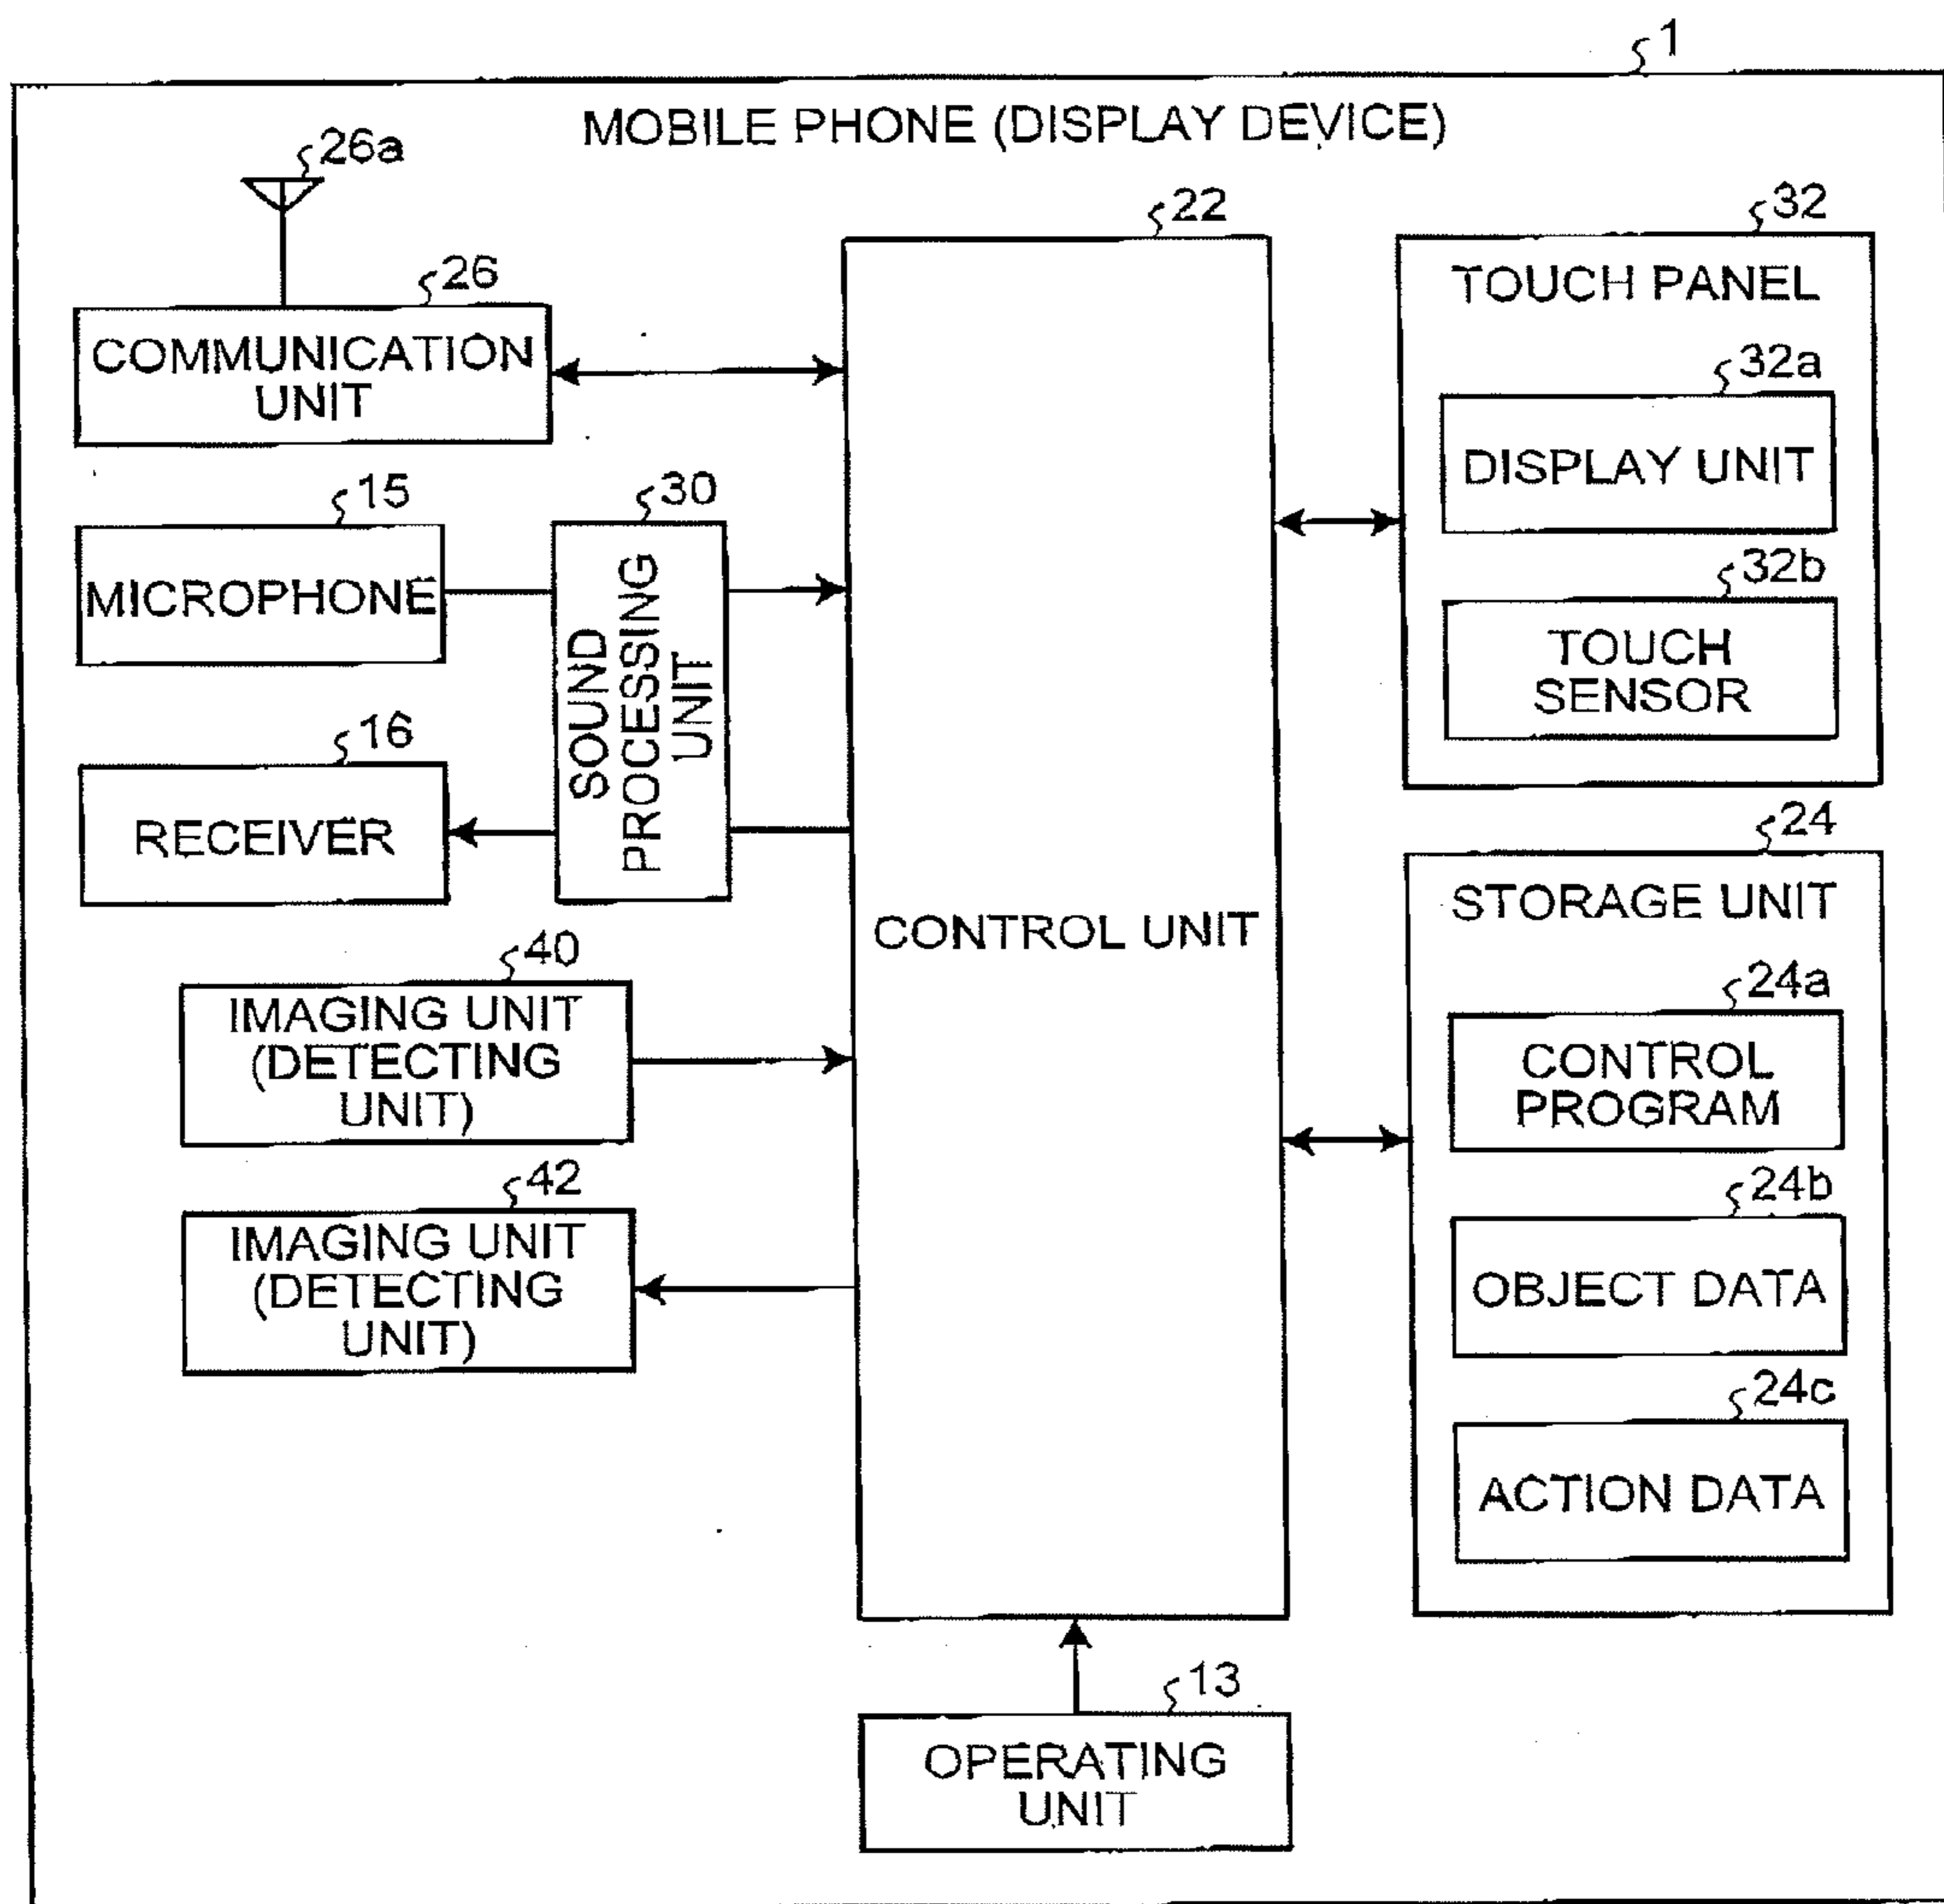 1
MOBILE PHONE (DISPLAY DEVICE)
26a
26
COMMUNICATION
UNIT
15
MICROPHONE
16
RECEIVER
30
SOUND
PROCESSING
UNIT
40
IMAGING UNIT
(DETECTING
UNIT)
42
IMAGING UNIT
(DETECTING
UNIT)
22
CONTROL UNIT
13
OPERATING
UNIT
32
TOUCH PANEL
32a
DISPLAY UNIT
32b
TOUCH
SENSOR
24
STORAGE UNIT
24a
CONTROL
PROGRAM
24b
OBJECT DATA
24c
ACTION DATA